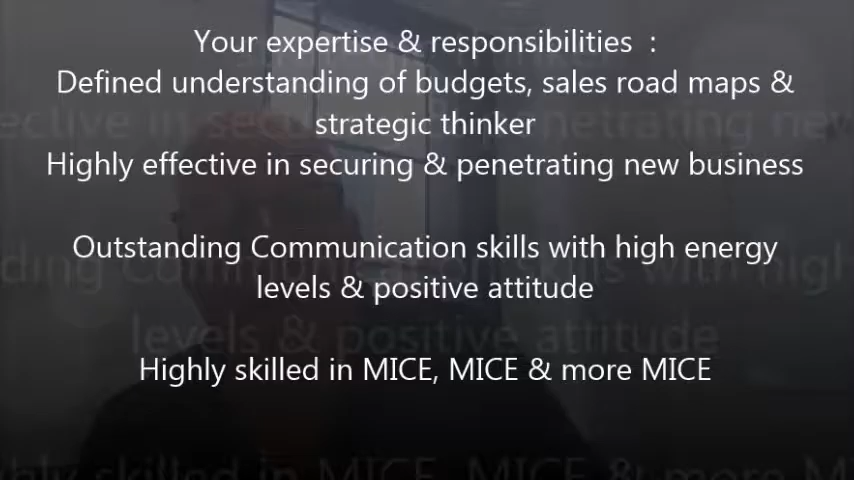 Your expertise & responsibilities  :
Defined understanding of budgets, sales road maps &
strategic thinker
Highly effective in securing & penetrating new business
Outstanding Communication skills with high energy
levels & positive attitude
Highly skilled in MICE, MICE & more MICE